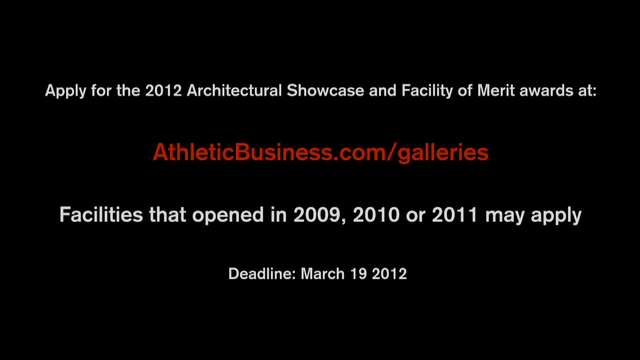 Apply for the 2012 Architectural Showcase and Facility of Merit awards at:
AthleticBusiness.com/galleries
Facilities that opened in 2009, 2010 or 2011 may apply
Deadline: March 19 2012